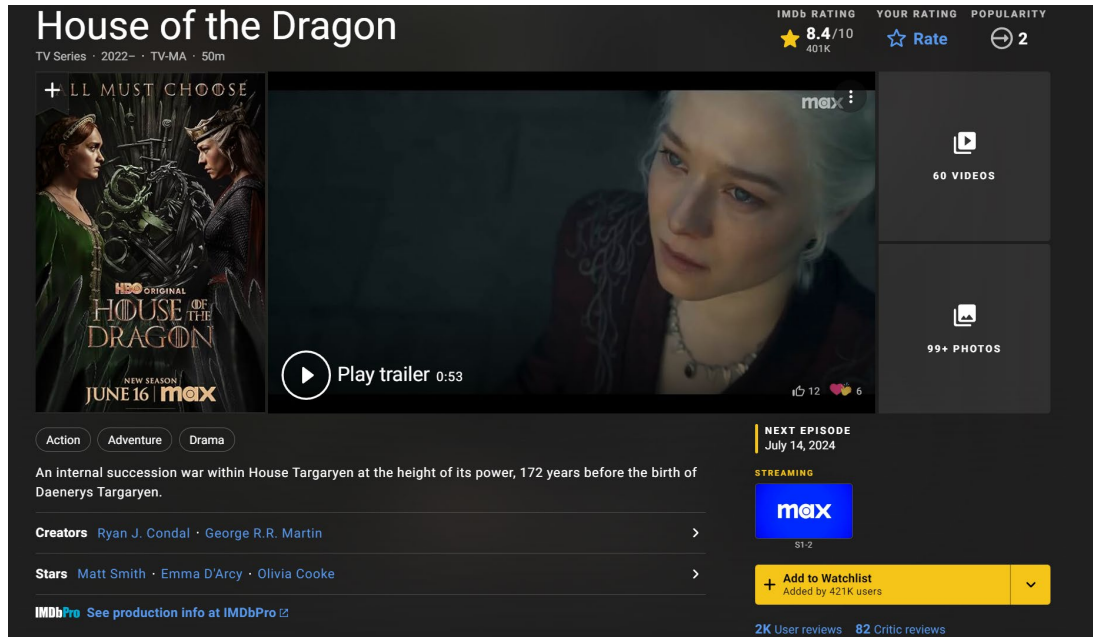 House of the Dragon
TV Series · 2022– · TV-MA · 50m
IMDb RATING
8.4/10
401K
YOUR RATING
Rate
POPULARITY
2
+ LL MUST CHOOSE
HBO ORIGINAL
HOUSE OF THE
DRAGON
NEW SEASON
JUNE 16 | max
max
Play trailer 0:53
12
6
60 VIDEOS
99+ PHOTOS
Action
Adventure
Drama
An internal succession war within House Targaryen at the height of its power, 172 years before the birth of
Daenerys Targaryen.
Creators Ryan J. Condal · George R.R. Martin
Stars Matt Smith · Emma D'Arcy · Olivia Cooke
IMDbPro See production info at IMDbPro
NEXT EPISODE
July 14, 2024
STREAMING
max
S1-2
+ Add to Watchlist
Added by 421K users
2K User reviews 82 Critic reviews